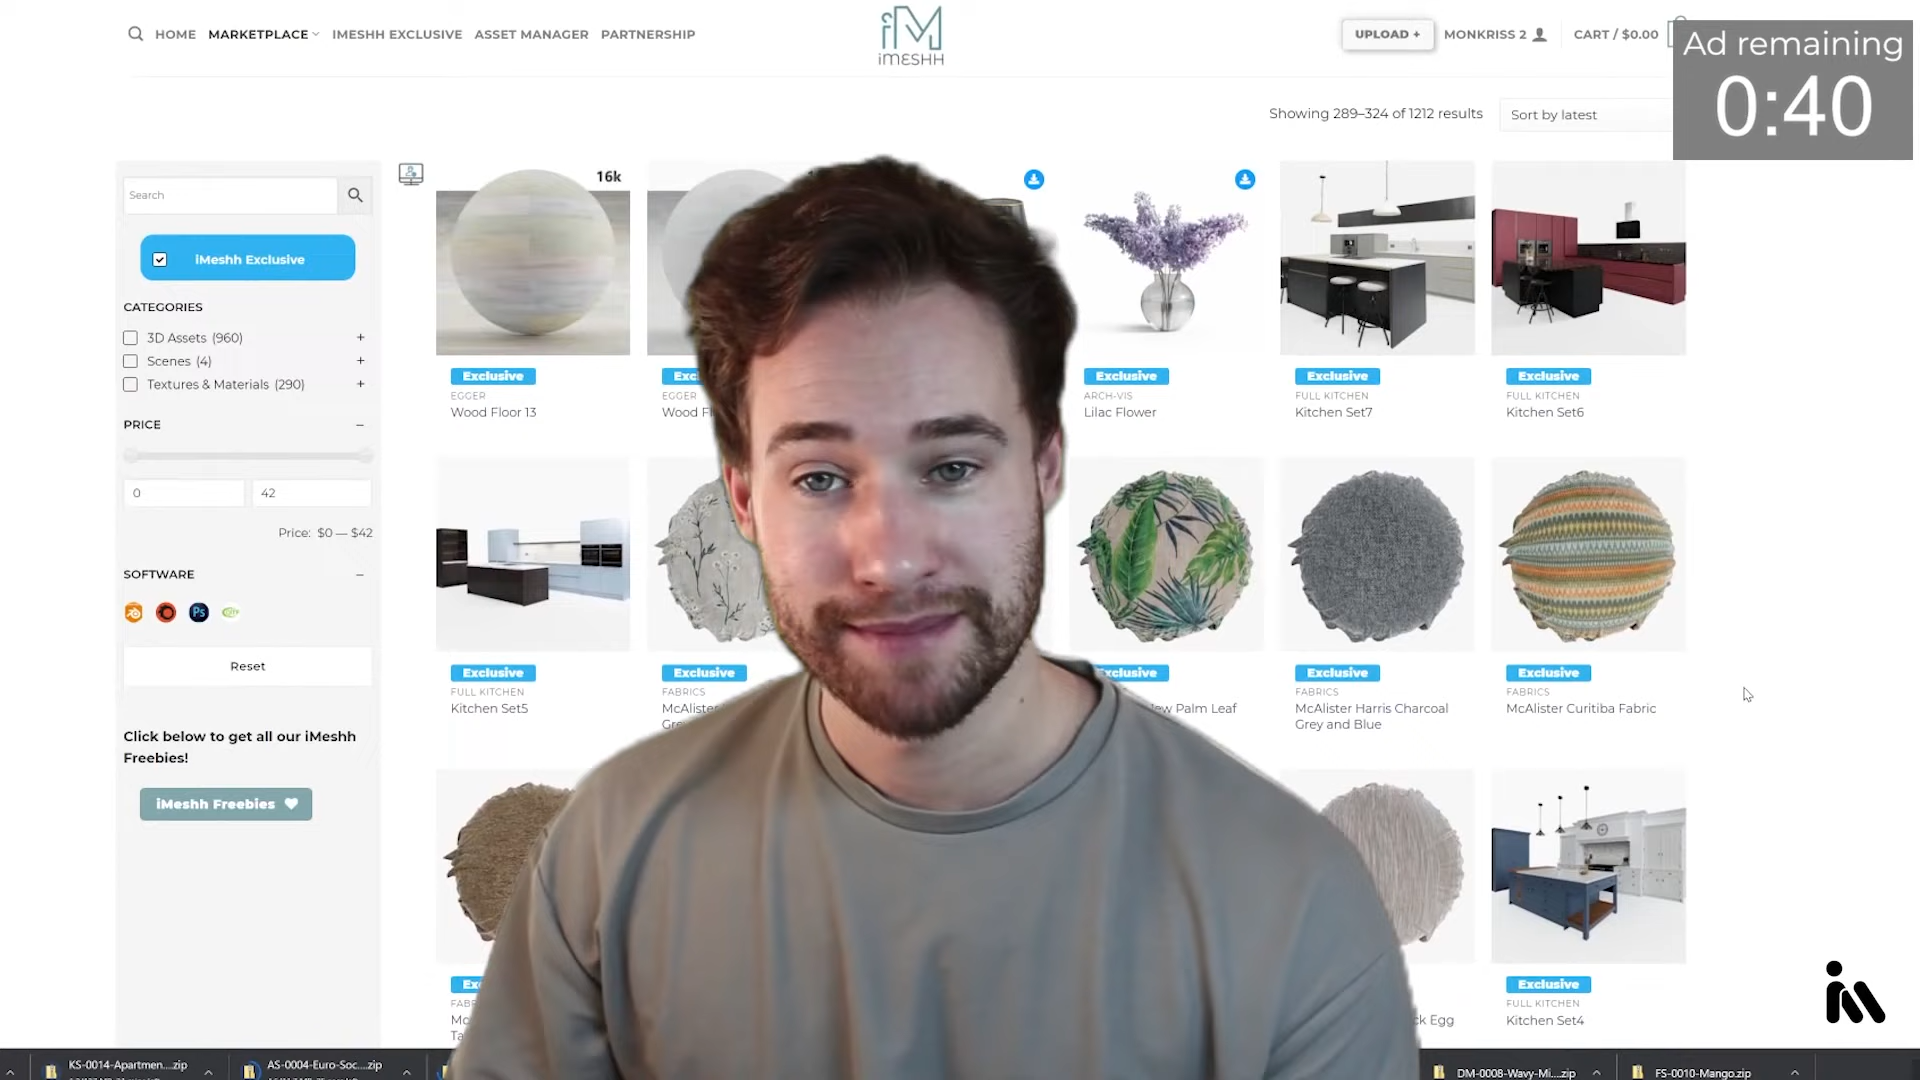 HOME
MARKETPLACE
IMESHH EXCLUSIVE
ASSET MANAGER
PARTNERSHIP
iMESHH
UPLOAD +
MONKRISS 2
CART / $0.00
Ad remaining
0:40
Showing 289–324 of 1212 results
Sort by latest
Search
iMeshh Exclusive
CATEGORIES
3D Assets (960) +
Scenes (4) +
Textures & Materials (290) +
PRICE –
0
42
Price: $0 — $42
SOFTWARE –
Ps
Reset
Click below to get all our iMeshh
Freebies!
iMeshh Freebies
16k
Exclusive
EGGER
Wood Floor 13
EGGER
Wood
Exclusive
ARCH-VIS
Lilac Flower
Exclusive
FULL KITCHEN
Kitchen Set7
Exclusive
FULL KITCHEN
Kitchen Set6
Exclusive
FULL KITCHEN
Kitchen Set5
Exclusive
FABRICS
McAlister
Exclusive
Palm Leaf
Exclusive
FABRICS
McAlister Harris Charcoal
Grey and Blue
Exclusive
FABRICS
McAlister Curitiba Fabric
Egg
Exclusive
FULL KITCHEN
Kitchen Set4
KS-0014-Apartmen....zip
AS-0004-Euro-Soc....zip
DM-0008-Wavy-Mi....zip
FS-0010-Mango.zip